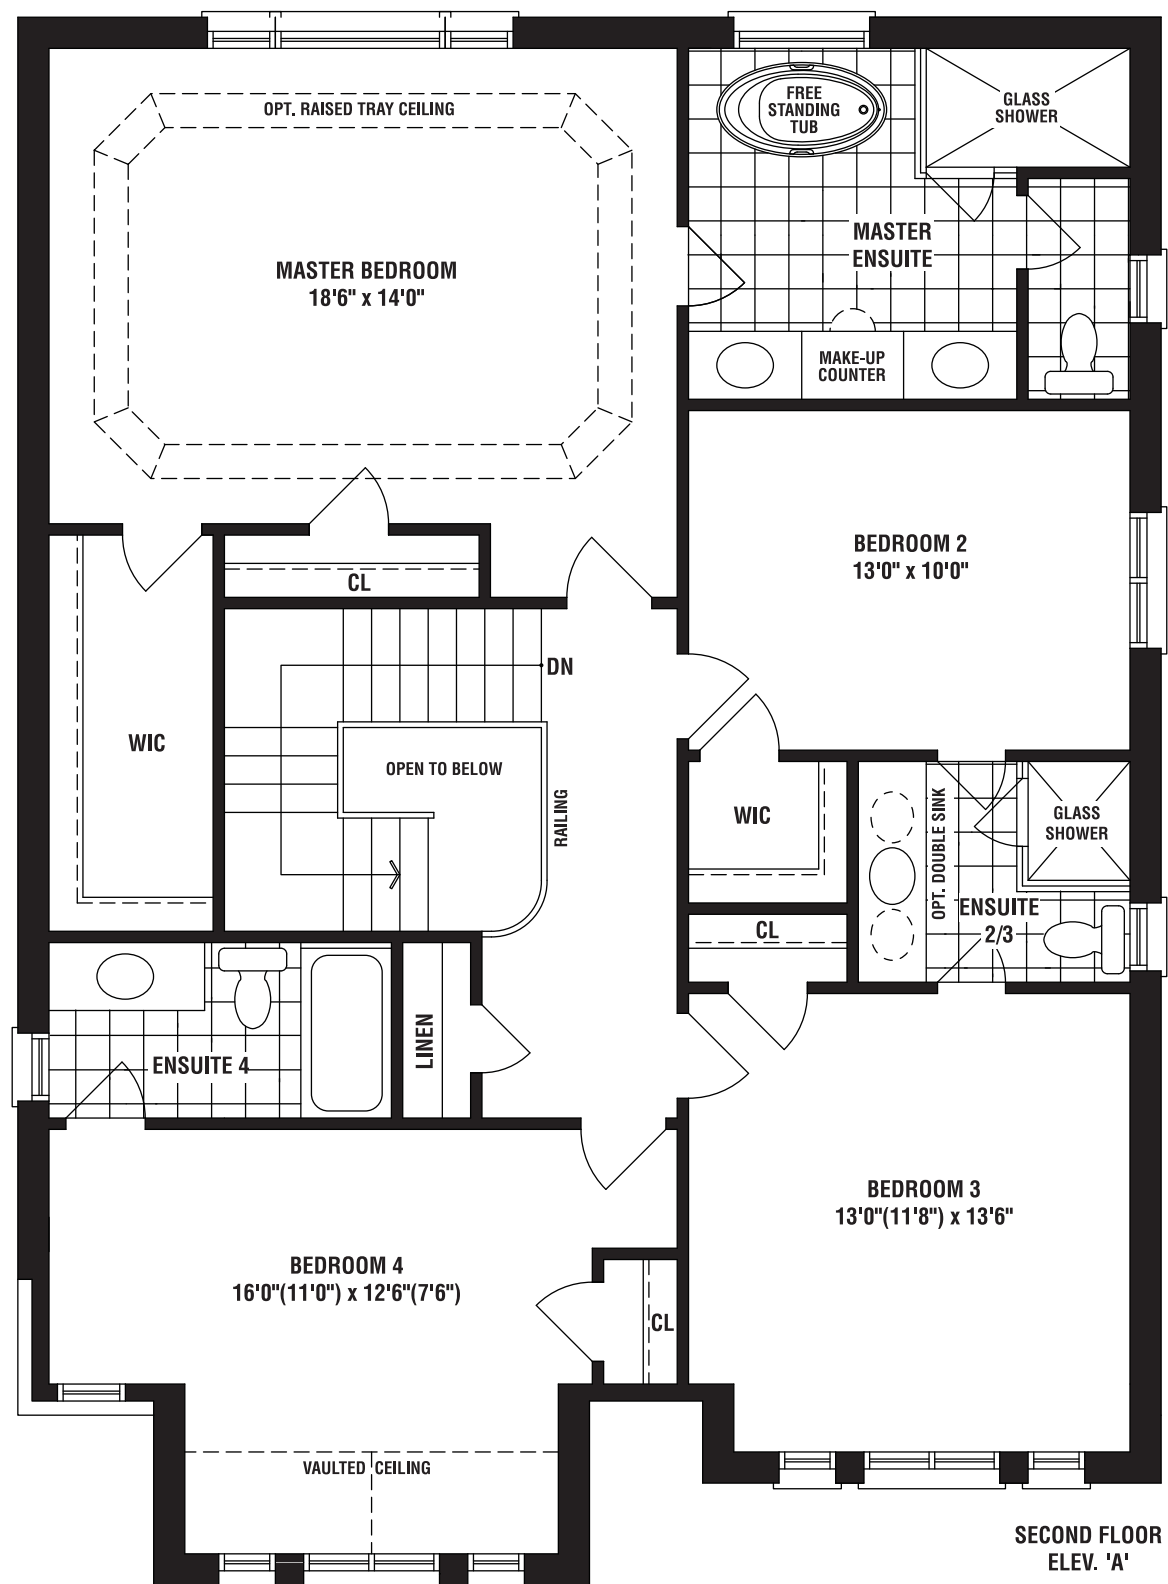 OPT. RAISED TRAY CEILING
FREE
STANDING
TUB
GLASS
SHOWER
MASTER
ENSUITE
MASTER BEDROOM
18'6" x 14'0"
MAKE-UP
COUNTER
BEDROOM 2
13'0" x 10'0"
CL
DN
WIC
OPEN TO BELOW
RAILING
WIC
OPT. DOUBLE SINK
GLASS
SHOWER
ENSUITE
2/3
CL
LINEN
ENSUITE 4
BEDROOM 3
13'0"(11'8") x 13'6"
BEDROOM 4
16'0"(11'0") x 12'6"(7'6")
CL
VAULTED CEILING
SECOND FLOOR
ELEV. 'A'